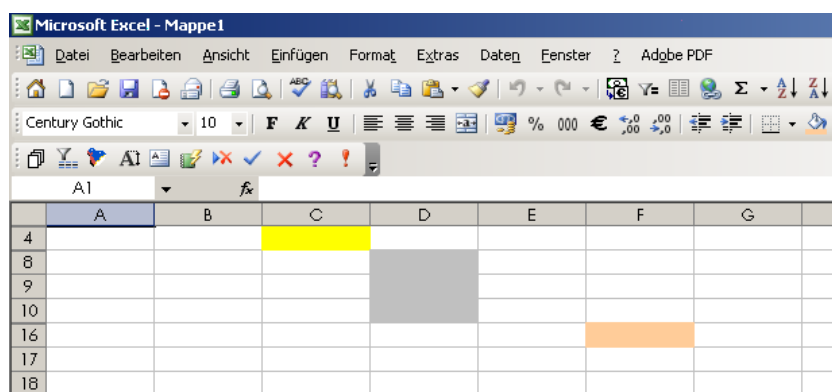 Microsoft Excel - Mappe1
Datei Bearbeiten Ansicht Einfügen Format Extras Daten Fenster ? Adobe PDF
Century Gothic 10 F K U % 000 €
A1 fx
A B C D E F G
4
8
9
10
16
17
18